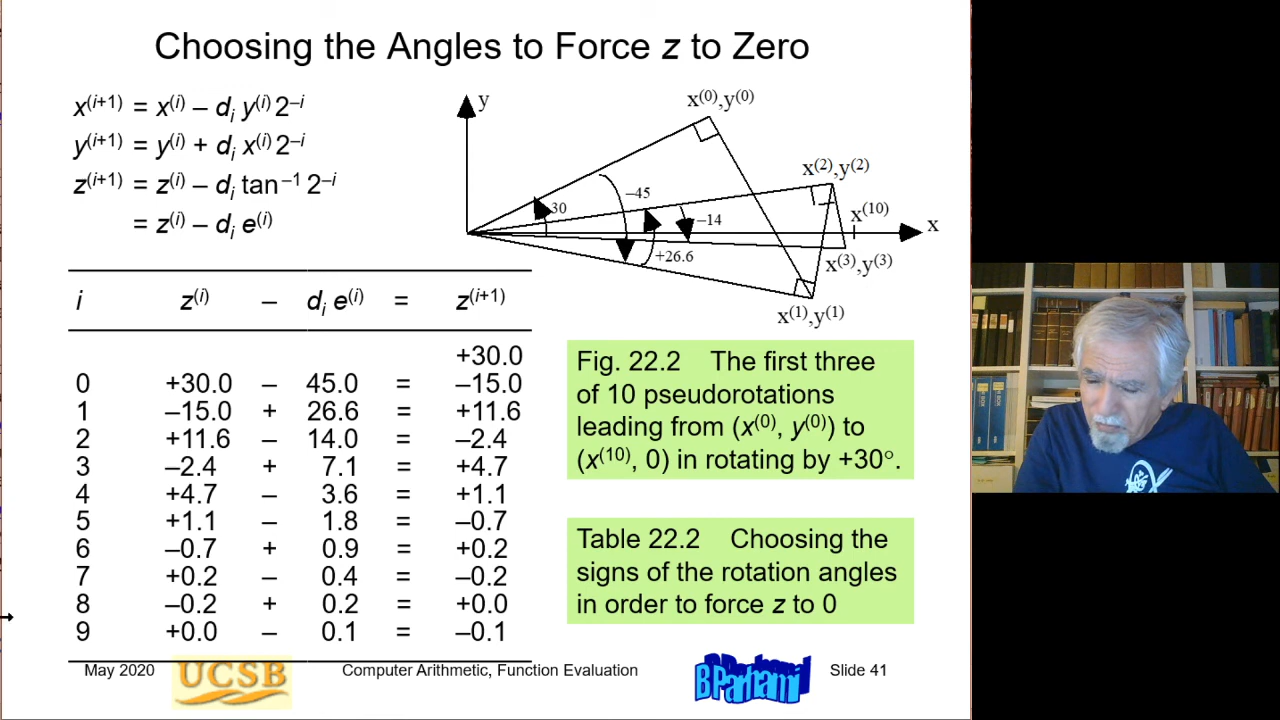 Choosing the Angles to Force z to Zero
x(i+1) = x(i) – di y(i) 2–i
y(i+1) = y(i) + di x(i) 2–i
z(i+1) = z(i) – di tan–1 2–i
= z(i) – di e(i)
y
x(0),y(0)
x(2),y(2)
–45
30
–14
x(10)
x
+26.6
x(3),y(3)
x(1),y(1)
i z(i) – di e(i) = z(i+1)
+30.0
0 +30.0 – 45.0 = –15.0
1 –15.0 + 26.6 = +11.6
2 +11.6 – 14.0 = –2.4
3 –2.4 + 7.1 = +4.7
4 +4.7 – 3.6 = +1.1
5 +1.1 – 1.8 = –0.7
6 –0.7 + 0.9 = +0.2
7 +0.2 – 0.4 = –0.2
8 –0.2 + 0.2 = +0.0
9 +0.0 – 0.1 = –0.1
Fig. 22.2 The first three
of 10 pseudorotations
leading from (x(0), y(0)) to
(x(10), 0) in rotating by +30°.
Table 22.2 Choosing the
signs of the rotation angles
in order to force z to 0
May 2020
UCSB
Computer Arithmetic, Function Evaluation
B Parhami
Slide 41